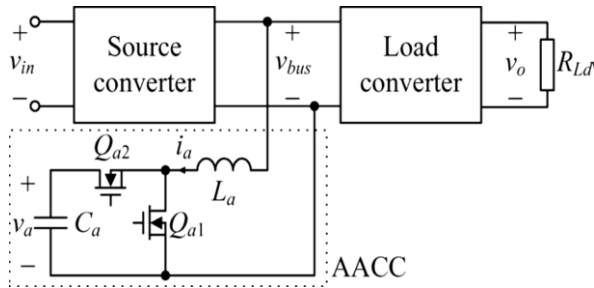 + Source converter + Load converter +
v_in v_bus v_o R_Ld
− − −
Q_a2 i_a
L_a
+ v_a C_a Q_a1
− AACC